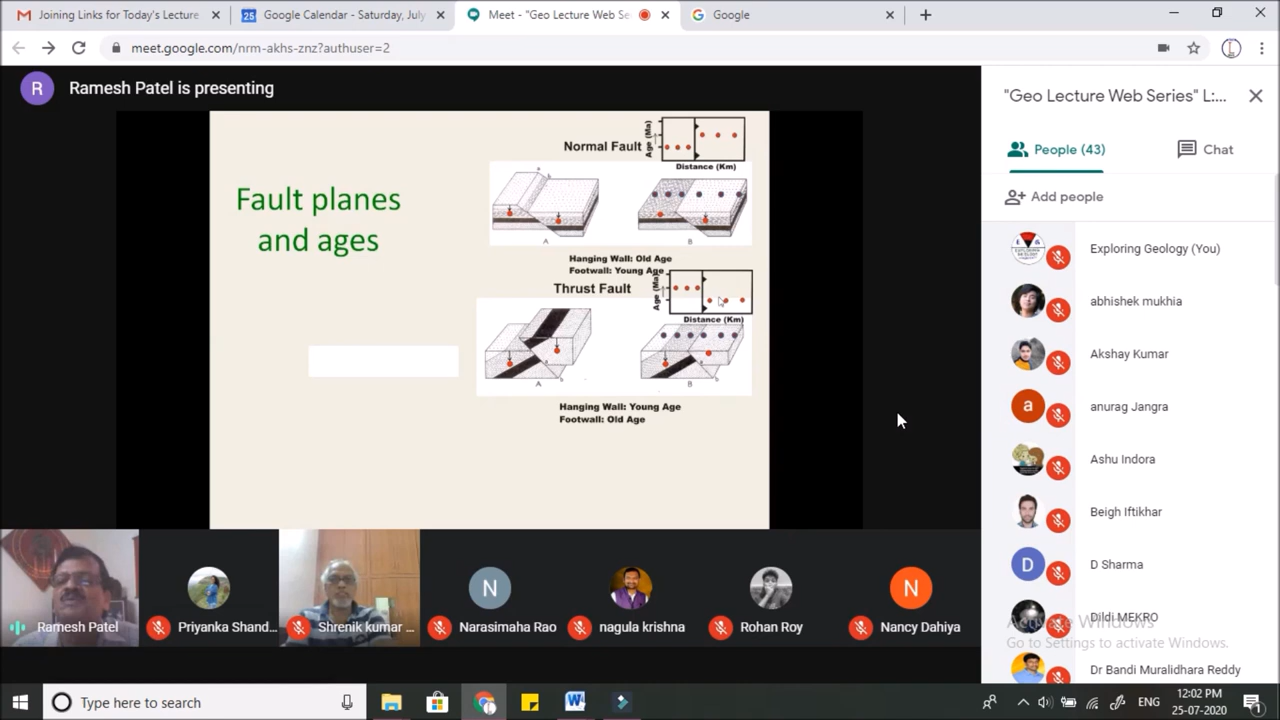 Joining Links for Today's Lecture
Google Calendar - Saturday, July
Meet - "Geo Lecture Web Se
Google
meet.google.com/nrm-akhs-znz?authuser=2
R
Ramesh Patel is presenting
"Geo Lecture Web Series" L:...
People (43)
Chat
Add people
Exploring Geology (You)
abhishek mukhia
Akshay Kumar
a
anurag Jangra
Ashu Indora
Beigh Iftikhar
D
D Sharma
Dildi MEKRO
Dr Bandi Muralidhara Reddy
Activate Windows
Go to Settings to activate Windows.
Fault planes
and ages
Normal Fault
Age (Ma)
Distance (Km)
a
b
A
B
Hanging Wall: Old Age
Footwall: Young Age
Thrust Fault
Age (Ma)
Distance (Km)
a
b
A
a
b
B
Hanging Wall: Young Age
Footwall: Old Age
Ramesh Patel
Priyanka Shand...
Shrenik kumar ...
N
Narasimaha Rao
nagula krishna
Rohan Roy
N
Nancy Dahiya
Type here to search
ENG
12:02 PM
25-07-2020
1